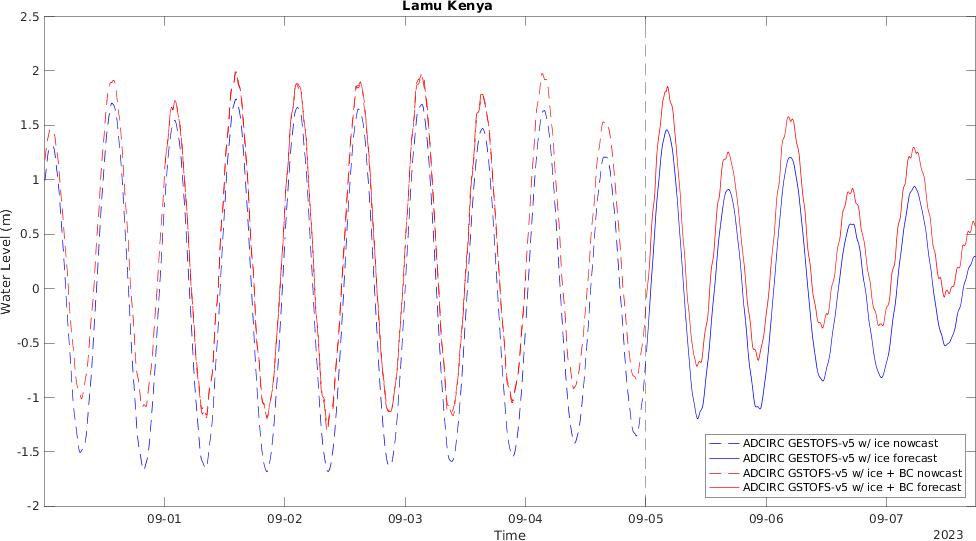 Lamu Kenya
2.5
2
1.5
1
0.5
0
-0.5
-1
-1.5
-2
Water Level (m)
09-01
09-02
09-03
09-04
09-05
09-06
09-07
Time
2023
ADCIRC GESTOFS-v5 w/ ice nowcast
ADCIRC GESTOFS-v5 w/ ice forecast
ADCIRC GSTOFS-v5 w/ ice + BC nowcast
ADCIRC GSTOFS-v5 w/ ice + BC forecast